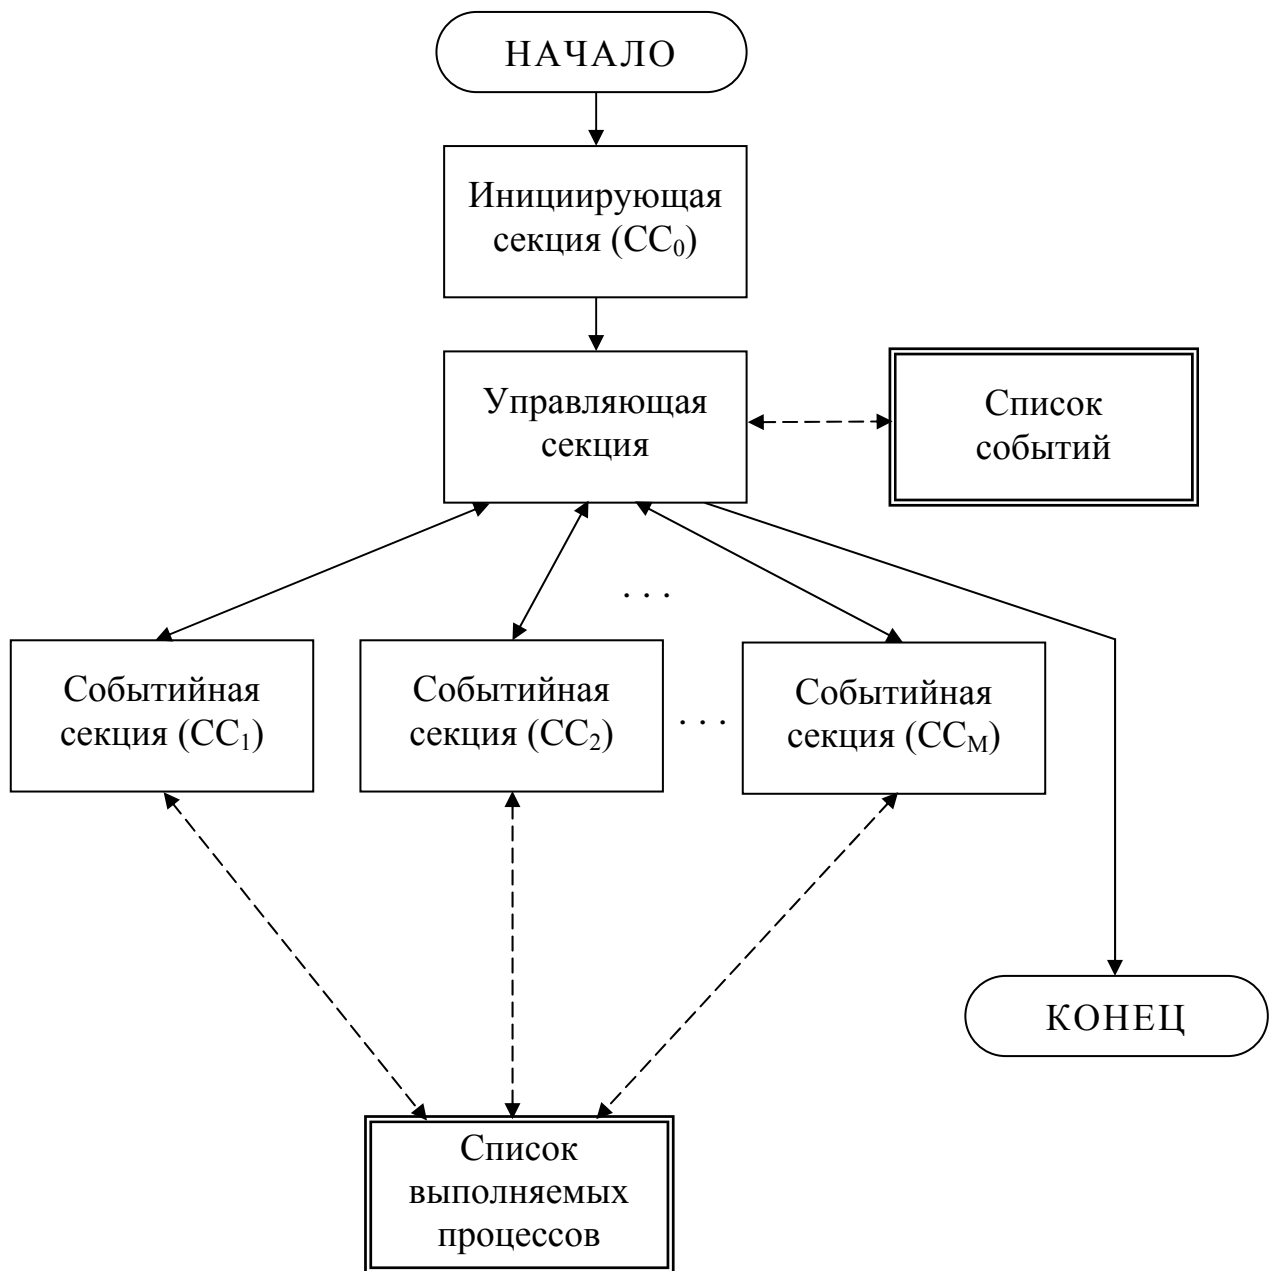 НАЧАЛО
Инициирующая
секция (СС₀)
Управляющая
секция
Список
событий
. . .
Событийная
секция (СС₁)
Событийная
секция (СС₂)
. . .
Событийная
секция (СС_М)
КОНЕЦ
Список
выполняемых
процессов